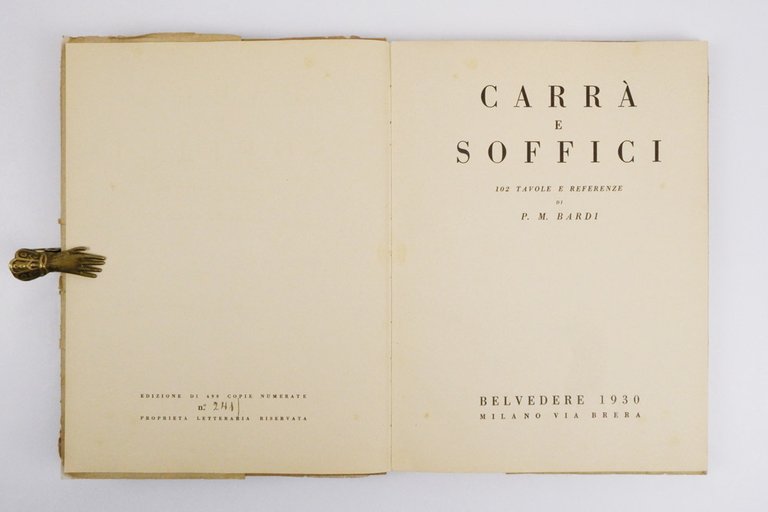 EDIZIONE DI 499 COPIE NUMERATE
n.º 241
PROPRIETÀ LETTERARIA RISERVATA
CARRÀ
E
SOFFICI
102 TAVOLE E REFERENZE
DI
P. M. BARDI
BELVEDERE 1930
MILANO VIA BRERA